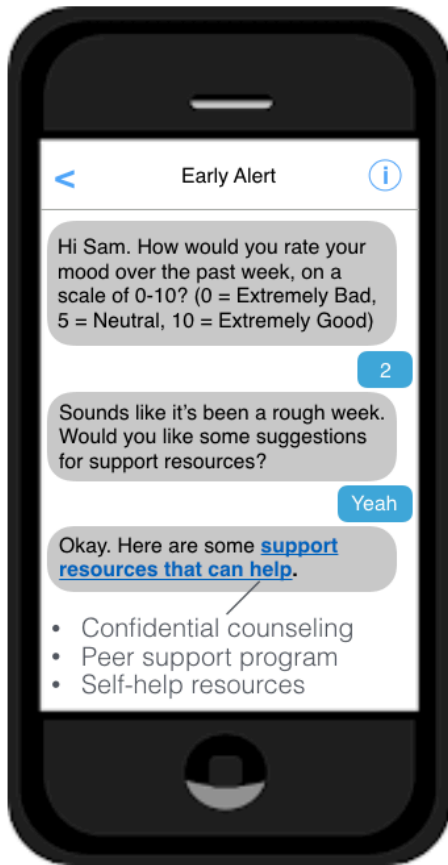 <
Early Alert
i
Hi Sam. How would you rate your
mood over the past week, on a
scale of 0-10? (0 = Extremely Bad,
5 = Neutral, 10 = Extremely Good)
2
Sounds like it’s been a rough week.
Would you like some suggestions
for support resources?
Yeah
Okay. Here are some support
resources that can help.
• Confidential counseling
• Peer support program
• Self-help resources